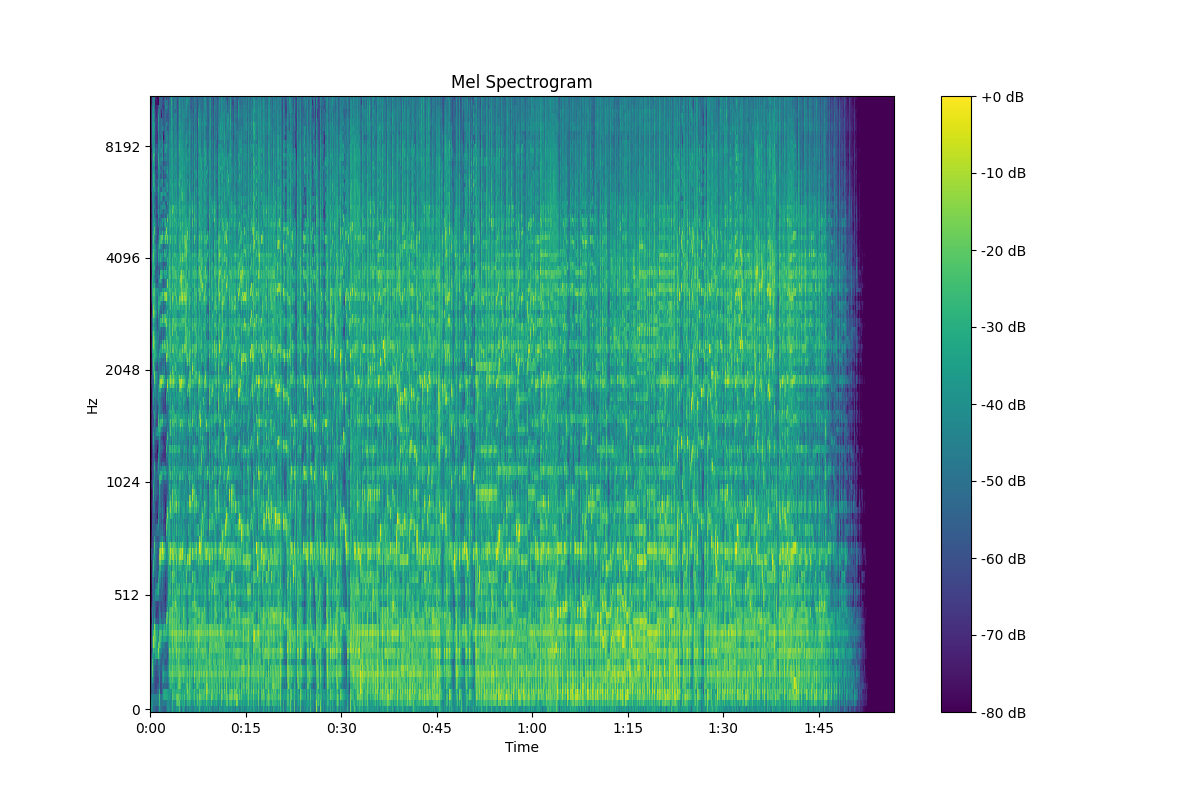 Mel Spectrogram
+0 dB
8192
-10 dB
-20 dB
4096
-30 dB
2048
Hz
-40 dB
1024
-50 dB
-60 dB
512
-70 dB
0
-80 dB
0:00 0:15 0:30 0:45 1:00 1:15 1:30 1:45
Time